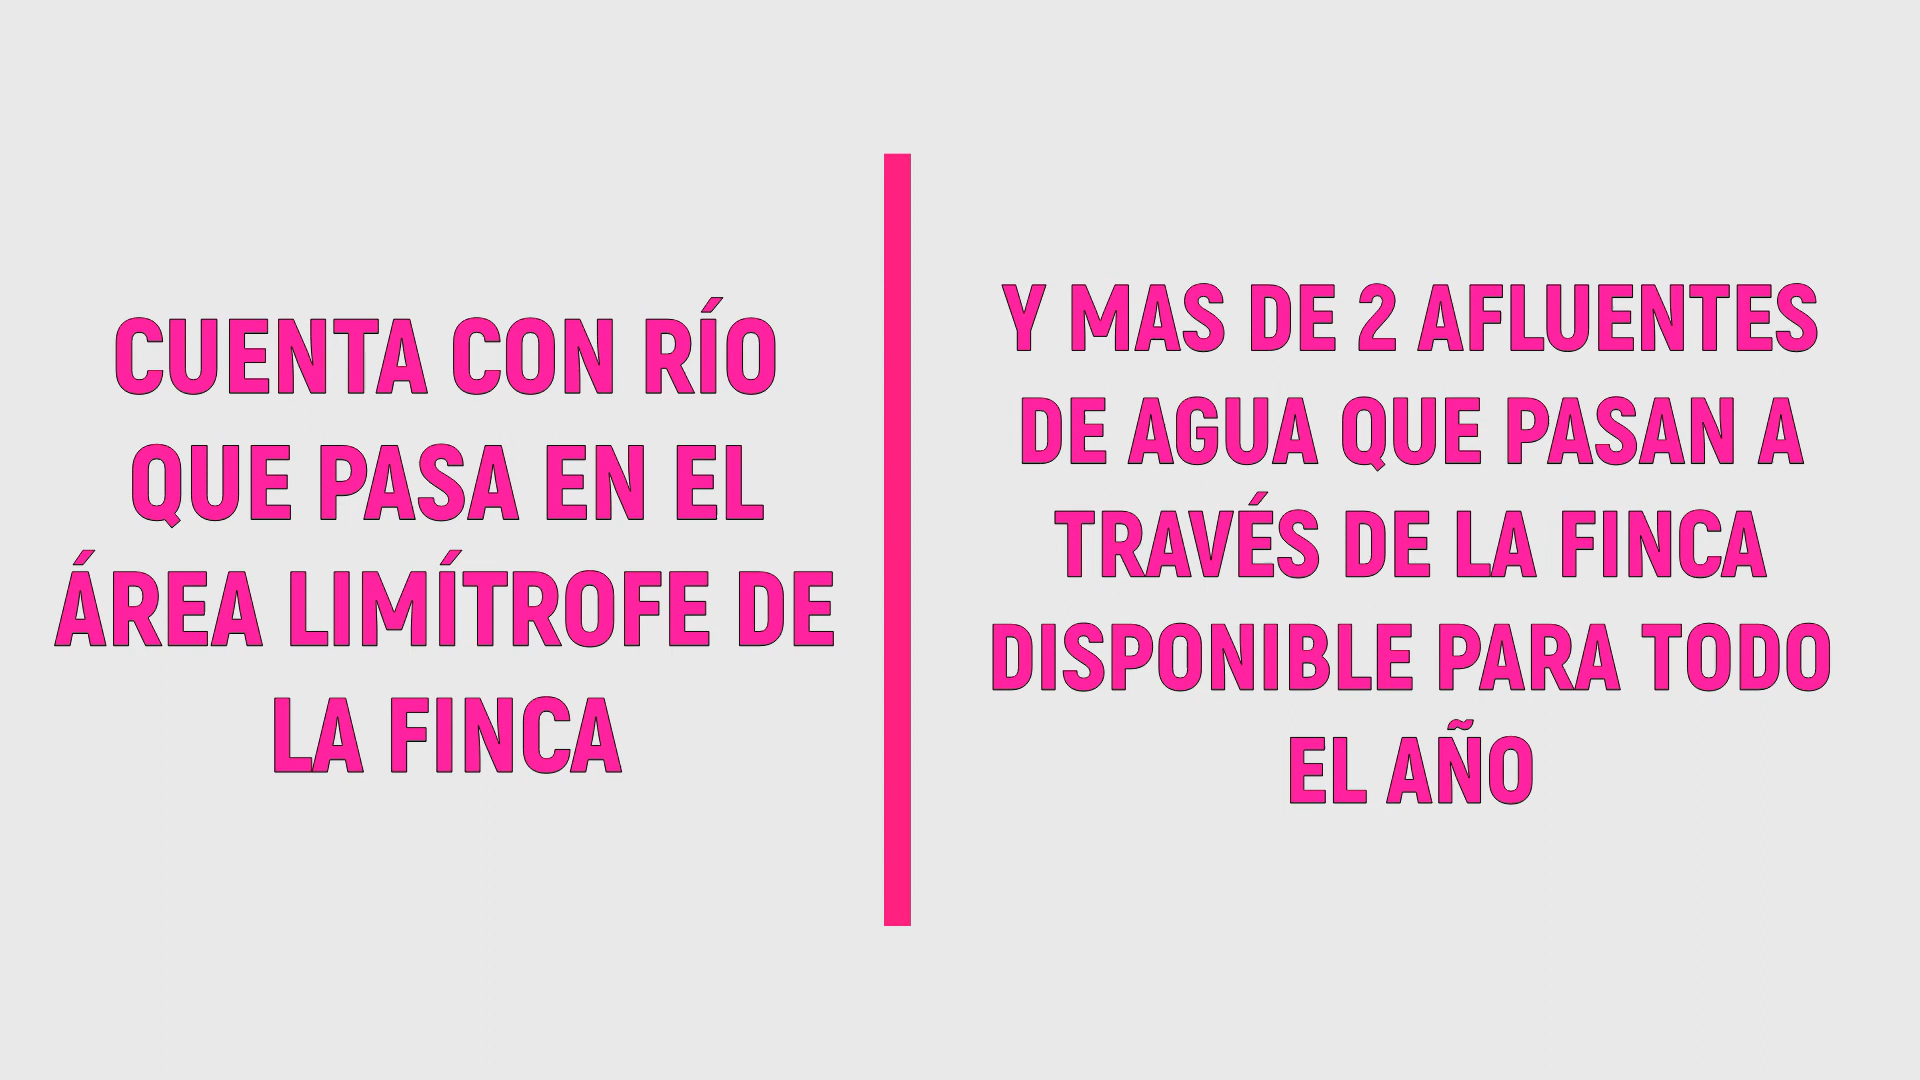 CUENTA CON RÍO
QUE PASA EN EL
ÁREA LIMÍTROFE DE
LA FINCA
Y MAS DE 2 AFLUENTES
DE AGUA QUE PASAN A
TRAVÉS DE LA FINCA
DISPONIBLE PARA TODO
EL AÑO